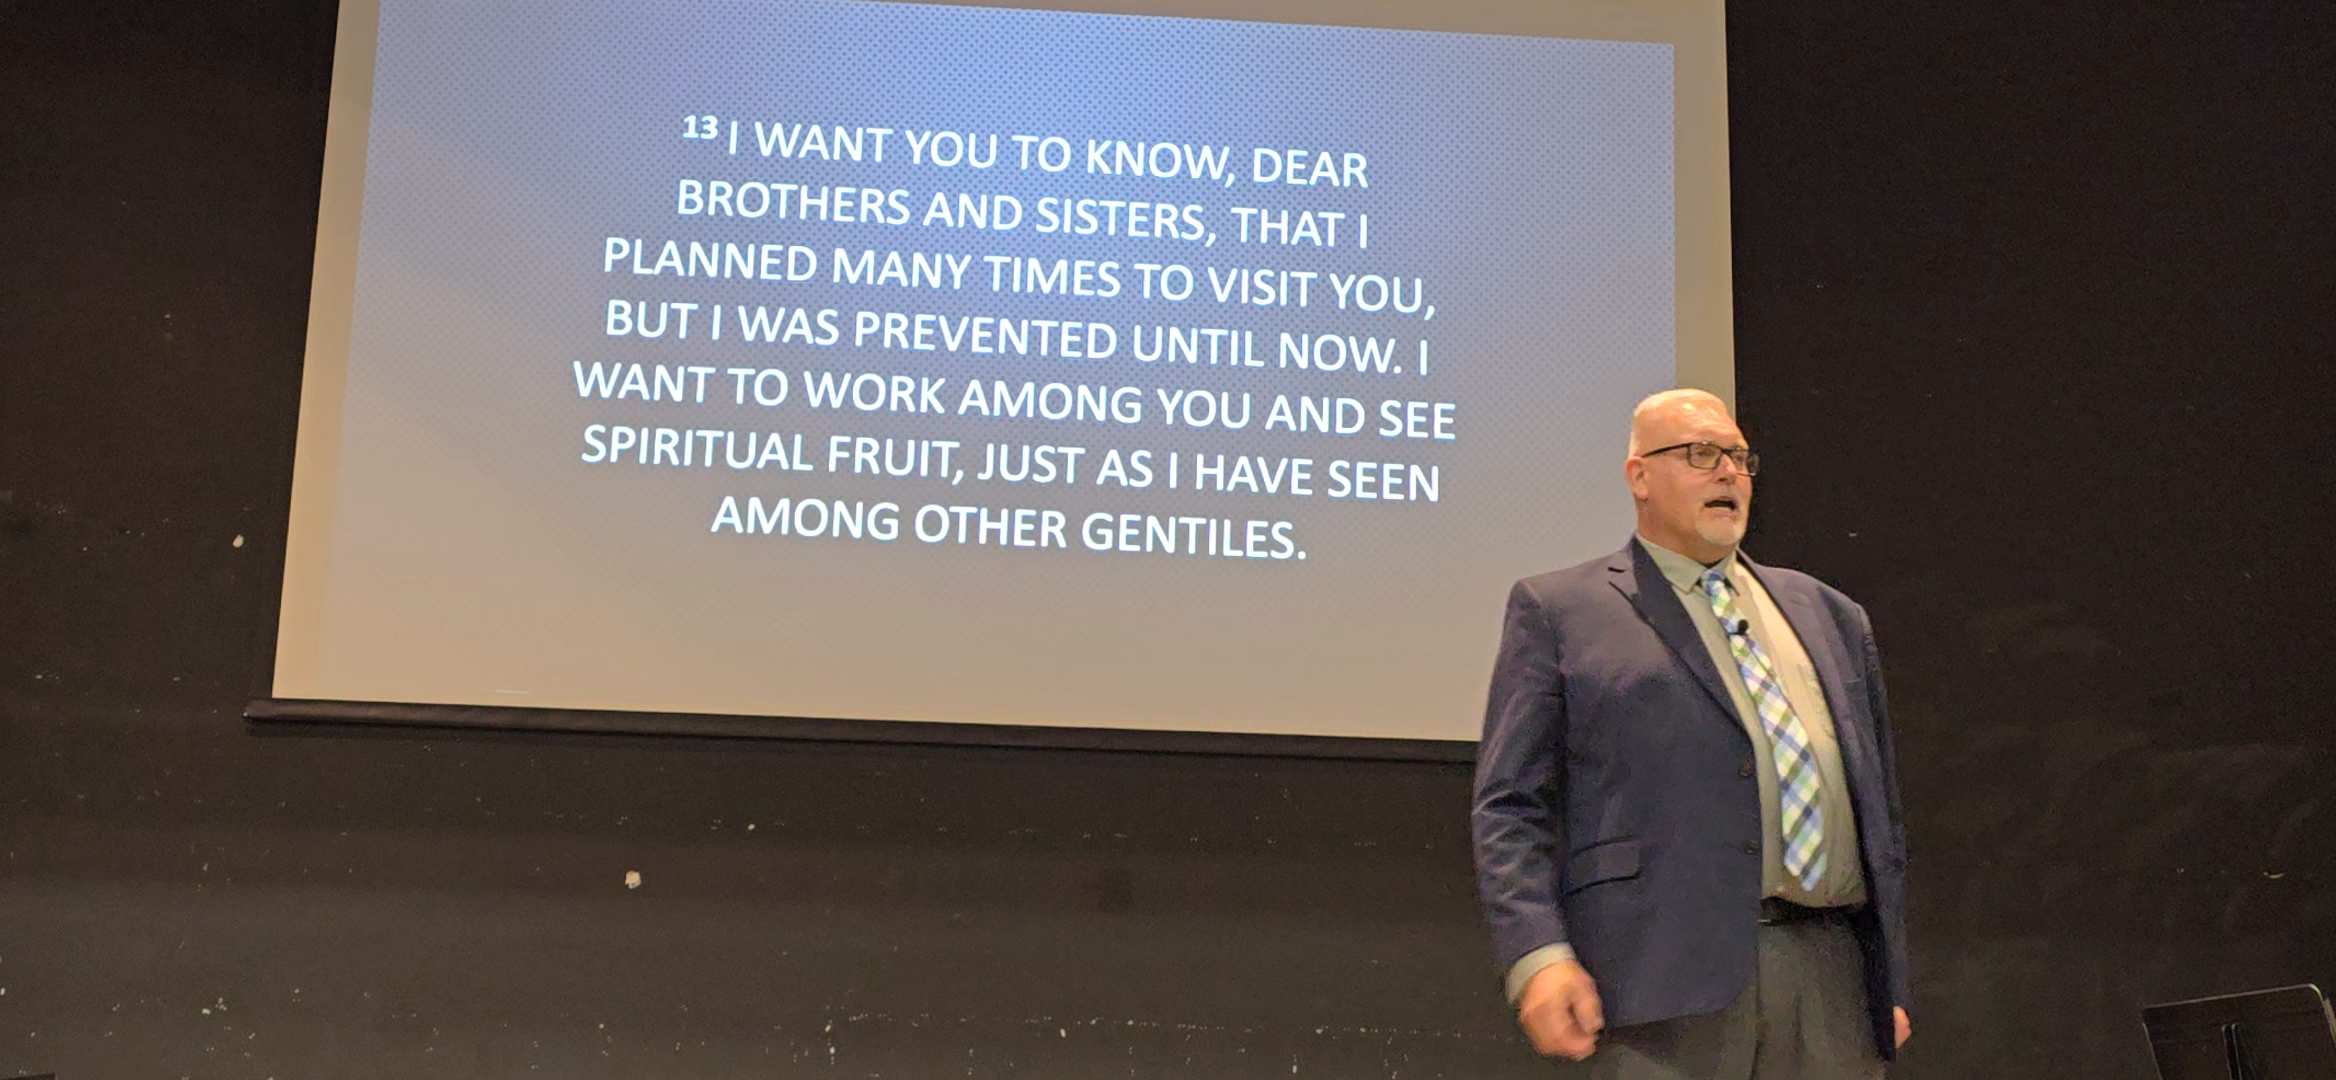 13 I WANT YOU TO KNOW, DEAR
BROTHERS AND SISTERS, THAT I
PLANNED MANY TIMES TO VISIT YOU,
BUT I WAS PREVENTED UNTIL NOW. I
WANT TO WORK AMONG YOU AND SEE
SPIRITUAL FRUIT, JUST AS I HAVE SEEN
AMONG OTHER GENTILES.